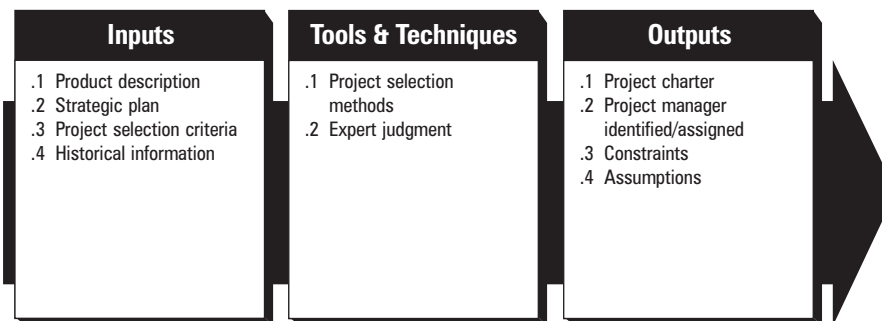 Inputs
.1 Product description
.2 Strategic plan
.3 Project selection criteria
.4 Historical information
Tools & Techniques
.1 Project selection
methods
.2 Expert judgment
Outputs
.1 Project charter
.2 Project manager
identified/assigned
.3 Constraints
.4 Assumptions